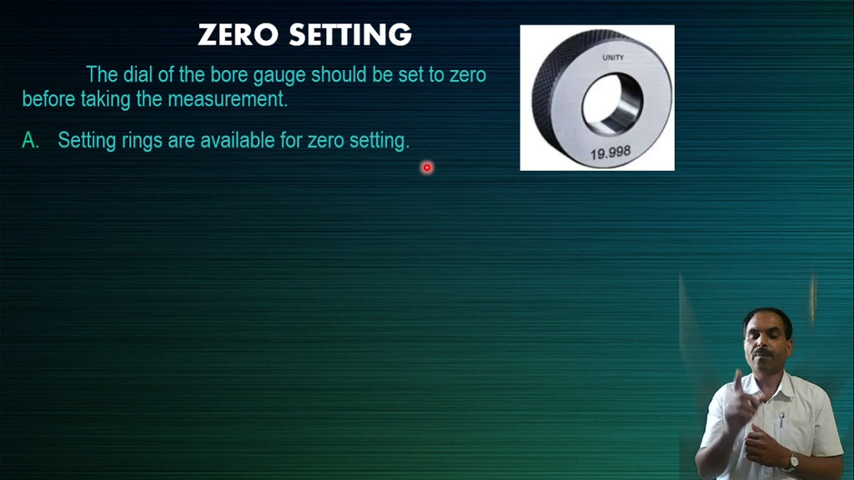 ZERO SETTING
The dial of the bore gauge should be set to zero
before taking the measurement.
A. Setting rings are available for zero setting.
UNITY
19.998